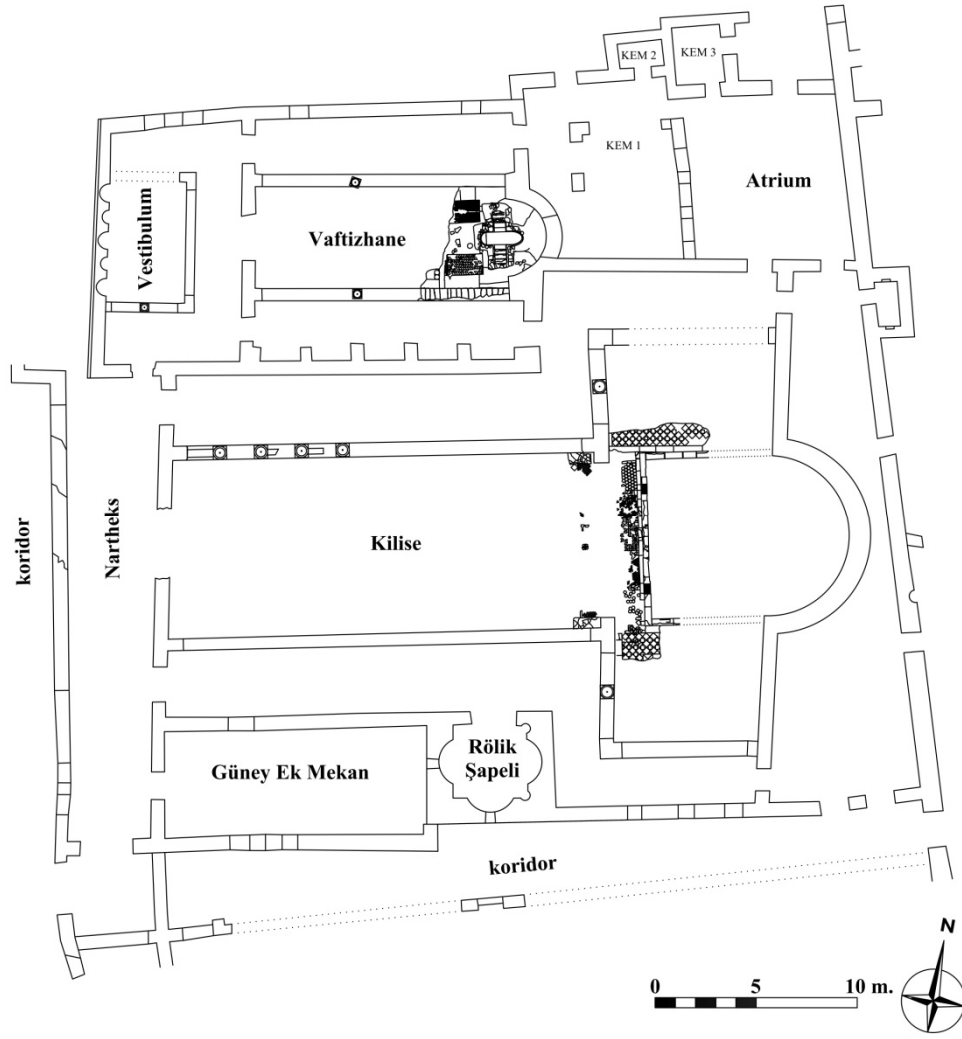 KEM 2
KEM 3
KEM 1
Atrium
Vestibulum
Vaftizhane
koridor
Nartheks
Kilise
Güney Ek Mekan
Rölik
Şapeli
koridor
N
0 5 10 m.